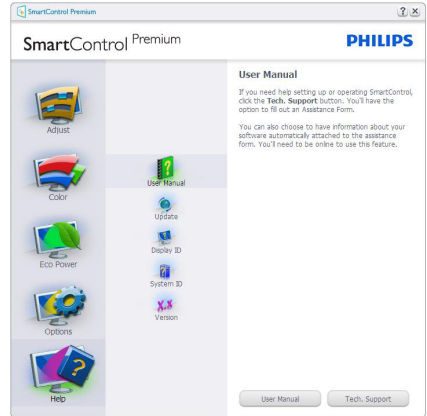 SmartControl Premium
? ×
SmartControl Premium
PHILIPS
Adjust
Color
Eco Power
Options
Help
User Manual
Update
Display ID
System ID
X.X
Version
User Manual
If you need help setting up or operating SmartControl,
click the Tech. Support button. You'll have the
option to fill out an Assistance Form.
You can also choose to have information about your
software automatically attached to the assistance
form. You'll need to be online to use this feature.
User Manual
Tech. Support